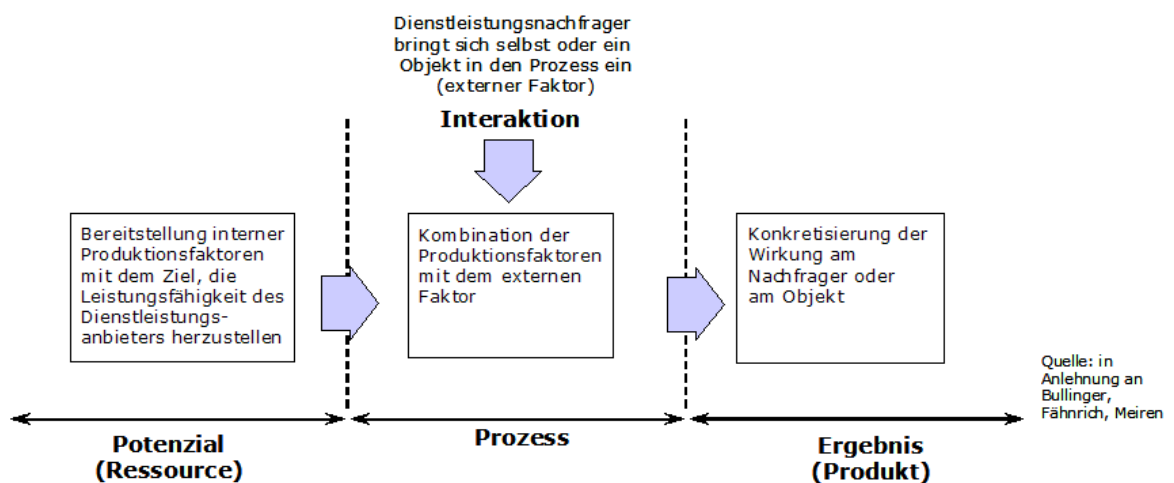 Dienstleistungsnachfrager
bringt sich selbst oder ein
Objekt in den Prozess ein
(externer Faktor)
Interaktion
Bereitstellung interner
Produktionsfaktoren
mit dem Ziel, die
Leistungsfähigkeit des
Dienstleistungs-
anbieters herzustellen
Kombination der
Produktionsfaktoren
mit dem externen
Faktor
Konkretisierung der
Wirkung am
Nachfrager oder
am Objekt
Quelle: in
Anlehnung an
Bullinger,
Fähnrich, Meiren
Potenzial
(Ressource)
Prozess
Ergebnis
(Produkt)